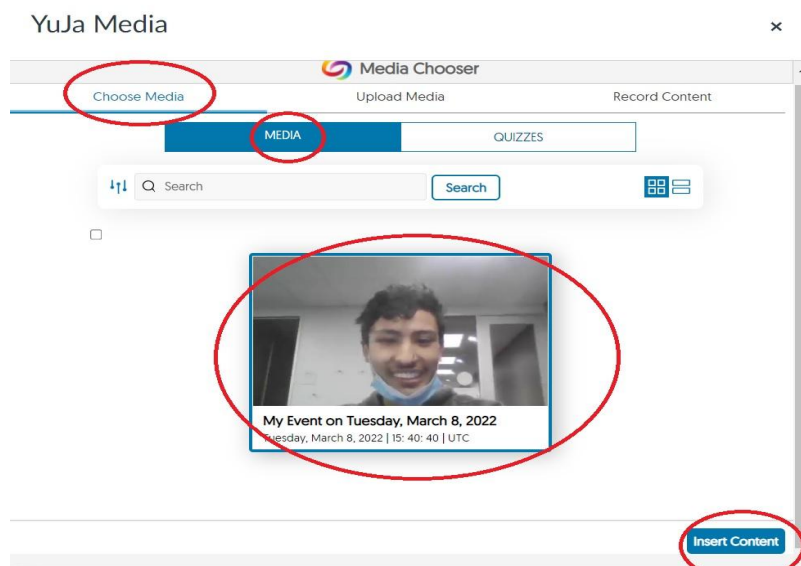 YuJa Media
×
Media Chooser
Choose Media Upload Media Record Content
MEDIA QUIZZES
Search Search
My Event on Tuesday, March 8, 2022
Tuesday, March 8, 2022 | 15: 40: 40 | UTC
Insert Content